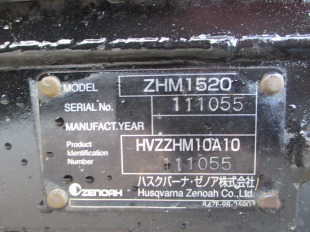 MODEL ZHM1520
SERIAL No. 111055
MANUFACT.YEAR
Product Identification Number HVZZHM10A10
111055
ZENOAH
ハスクバーナ・ゼノア株式会社
Husqvarna Zenoah Co.,Ltd.